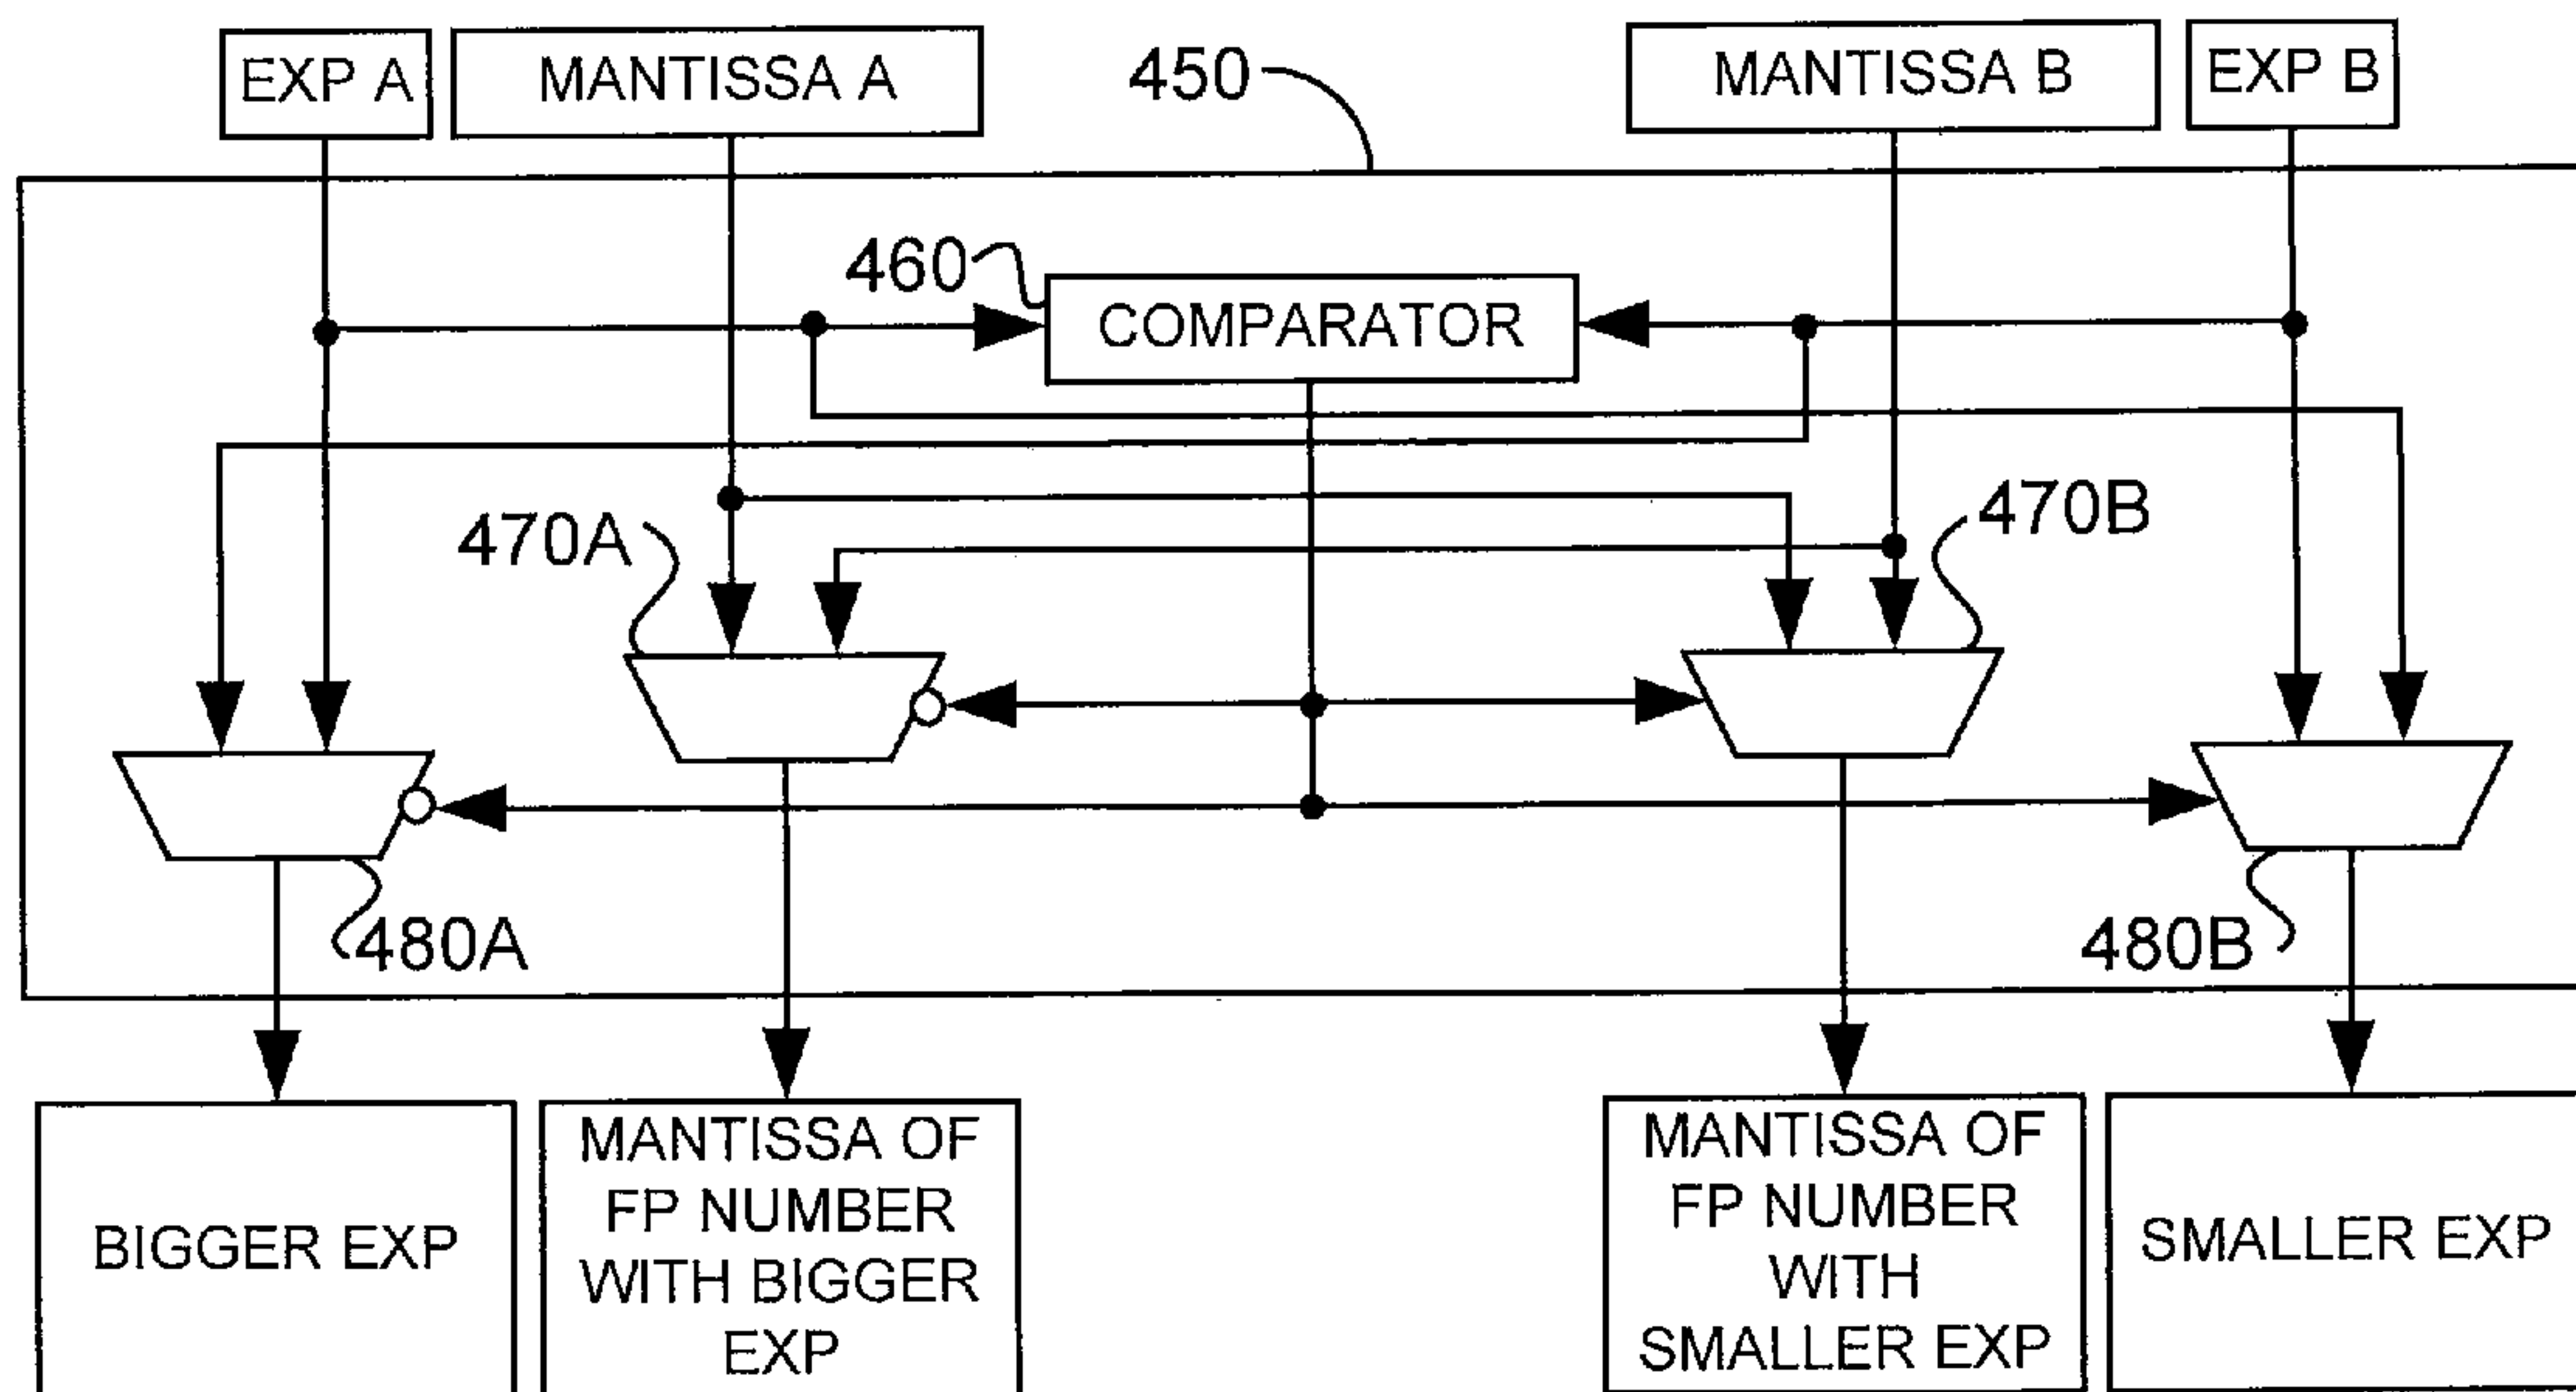 EXP A
MANTISSA A
450
MANTISSA B
EXP B
460
COMPARATOR
470A
470B
480A
480B
BIGGER EXP
MANTISSA OF
FP NUMBER
WITH BIGGER
EXP
MANTISSA OF
FP NUMBER
WITH
SMALLER EXP
SMALLER EXP